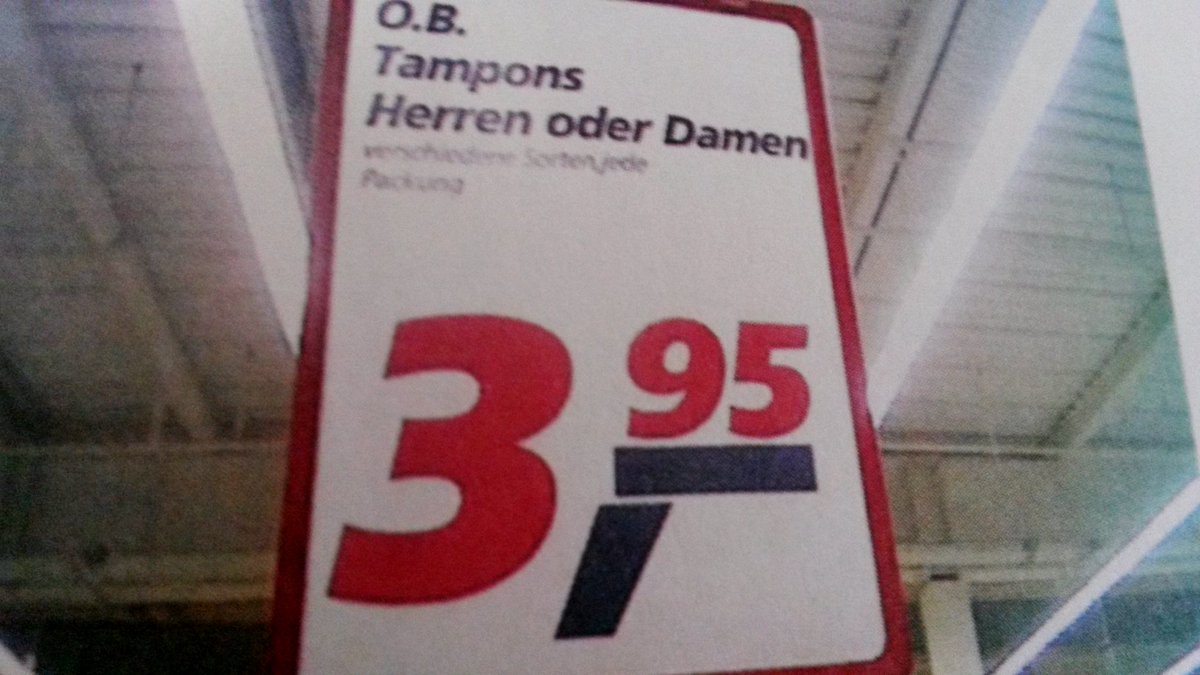 O.B.
Tampons
Herren oder Damen
verschiedene Sorten,jede
Packung
3,95